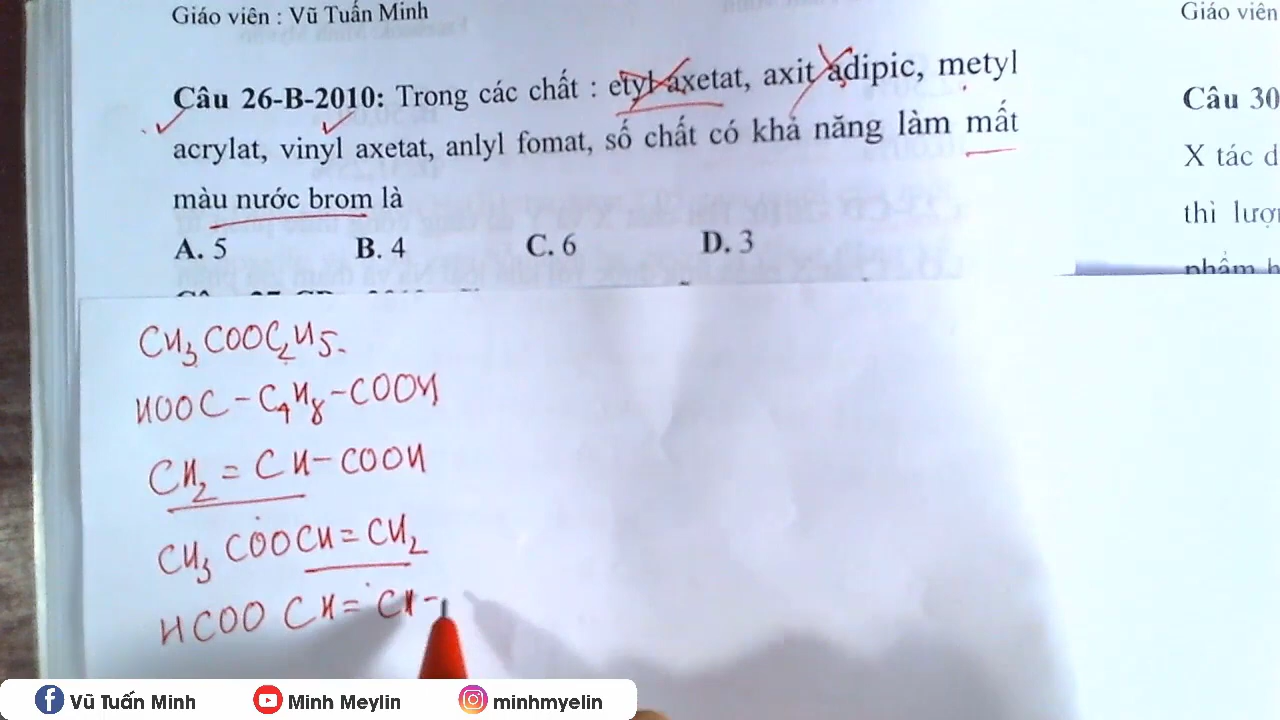 Giáo viên : Vũ Tuấn Minh
Câu 26-B-2010: Trong các chất : etyl axetat, axit ađipic, metyl
acrylat, vinyl axetat, anlyl fomat, số chất có khả năng làm mất
màu nước brom là
A. 5 B. 4 C. 6 D. 3
Giáo viên
Câu 30
X tác d
thì lượn
phẩm h
CH3COOC2H5.
HOOC-C4H8-COOH
CH2=CH-COOH
CH3COOCH=CH2
HCOOCH=CH-
Vũ Tuấn Minh Minh Meylin minhmyelin